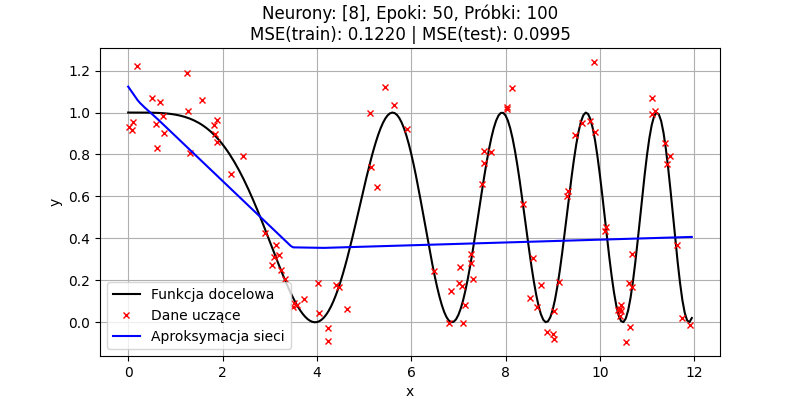 Neurony: [8], Epoki: 50, Próbki: 100
MSE(train): 0.1220 | MSE(test): 0.0995
1.2
1.0
0.8
0.6
0.4
0.2
0.0
y
Funkcja docelowa
Dane uczące
Aproksymacja sieci
0 2 4 6 8 10 12
x